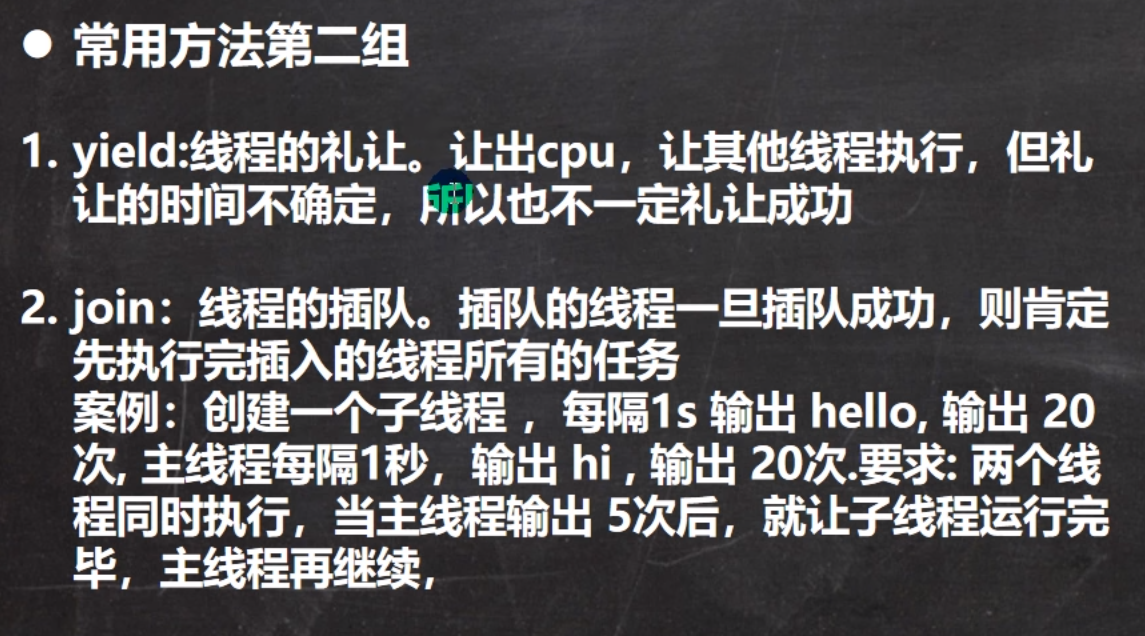 ● 常用方法第二组
1. yield:线程的礼让。让出cpu，让其他线程执行，但礼
让的时间不确定，所以也不一定礼让成功
2. join：线程的插队。插队的线程一旦插队成功，则肯定
先执行完插入的线程所有的任务
案例：创建一个子线程 ，每隔1s 输出 hello, 输出 20
次, 主线程每隔1秒，输出 hi , 输出 20次.要求: 两个线
程同时执行，当主线程输出 5次后，就让子线程运行完
毕，主线程再继续，